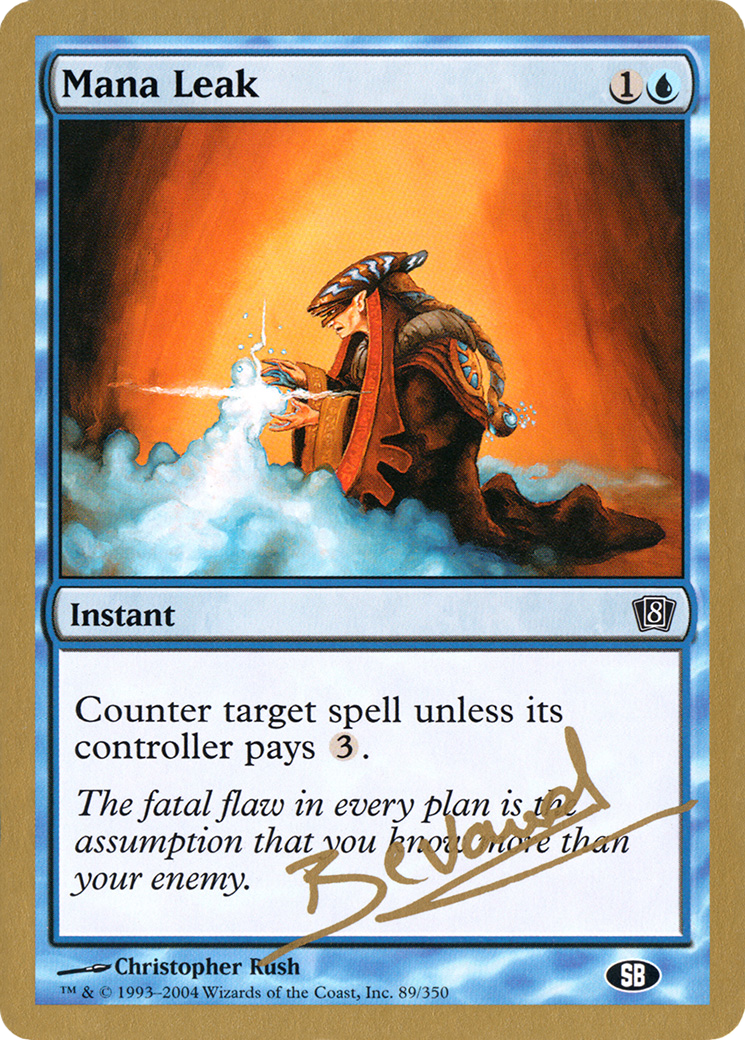 Mana Leak
1
Instant
8
Counter target spell unless its
controller pays 3.
The fatal flaw in every plan is the
assumption that you know more than
your enemy.
Christopher Rush
SB
™ & © 1993–2004 Wizards of the Coast, Inc. 89/350